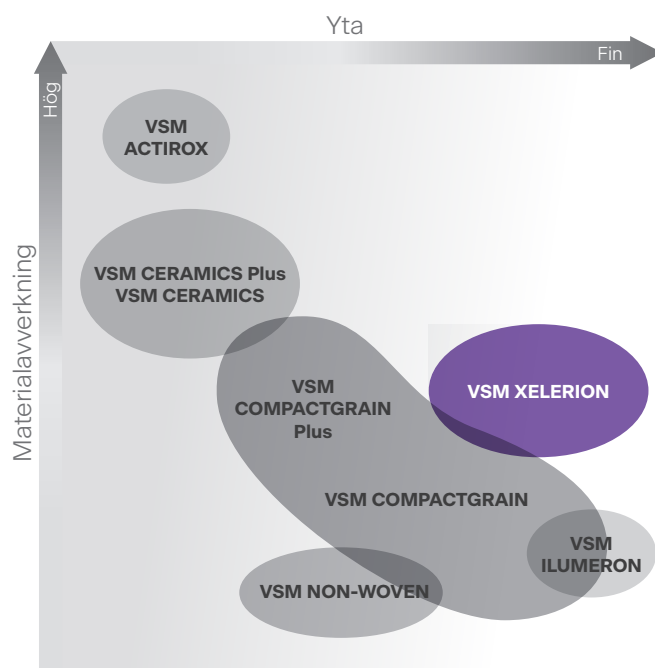 Yta
Fin
Hög
Materialavverkning
VSM
ACTIROX
VSM CERAMICS Plus
VSM CERAMICS
VSM
COMPACTGRAIN
Plus
VSM XELERION
VSM COMPACTGRAIN
VSM
ILUMERON
VSM NON-WOVEN